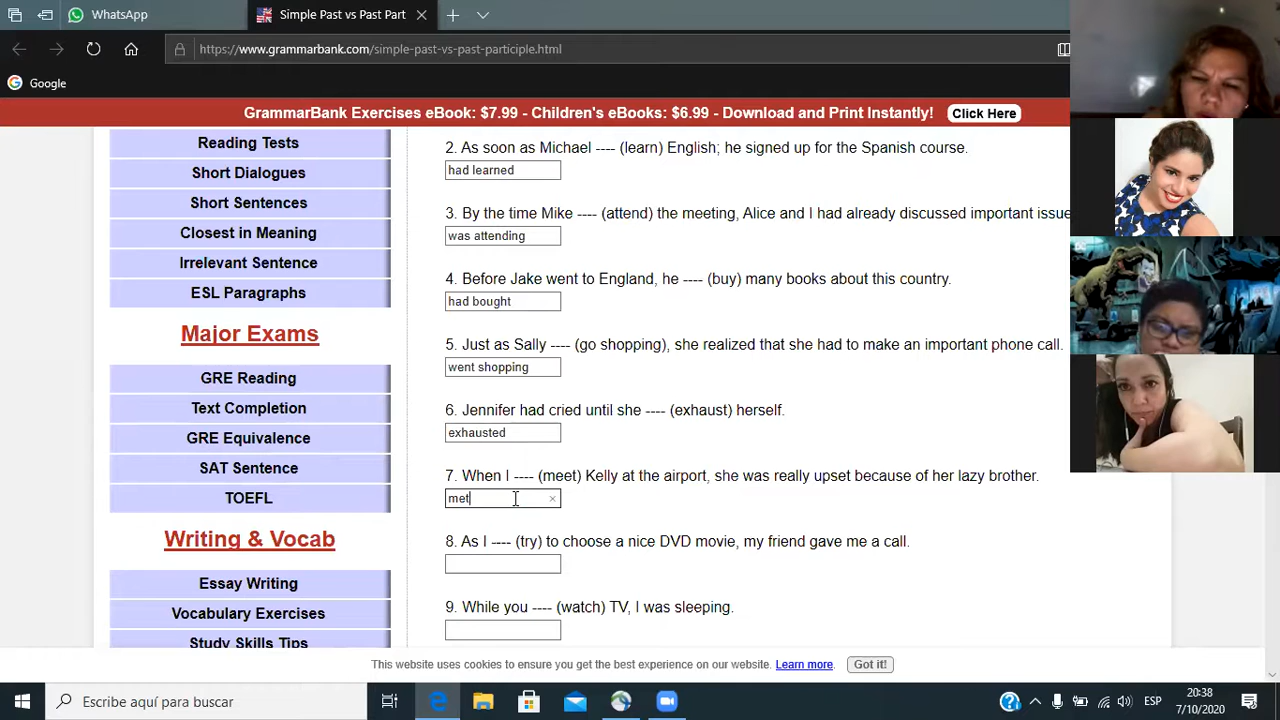 WhatsApp
Simple Past vs Past Part
https://www.grammarbank.com/simple-past-vs-past-participle.html
Google
GrammarBank Exercises eBook: $7.99 - Children's eBooks: $6.99 - Download and Print Instantly! Click Here
Reading Tests
Short Dialogues
Short Sentences
Closest in Meaning
Irrelevant Sentence
ESL Paragraphs
Major Exams
GRE Reading
Text Completion
GRE Equivalence
SAT Sentence
TOEFL
Writing & Vocab
Essay Writing
Vocabulary Exercises
Study Skills Tips
2. As soon as Michael ---- (learn) English; he signed up for the Spanish course.
had learned
3. By the time Mike ---- (attend) the meeting, Alice and I had already discussed important issue
was attending
4. Before Jake went to England, he ---- (buy) many books about this country.
had bought
5. Just as Sally ---- (go shopping), she realized that she had to make an important phone call.
went shopping
6. Jennifer had cried until she ---- (exhaust) herself.
exhausted
7. When I ---- (meet) Kelly at the airport, she was really upset because of her lazy brother.
met
8. As I ---- (try) to choose a nice DVD movie, my friend gave me a call.
9. While you ---- (watch) TV, I was sleeping.
This website uses cookies to ensure you get the best experience on our website. Learn more. Got it!
Escribe aquí para buscar
ESP
20:38
7/10/2020